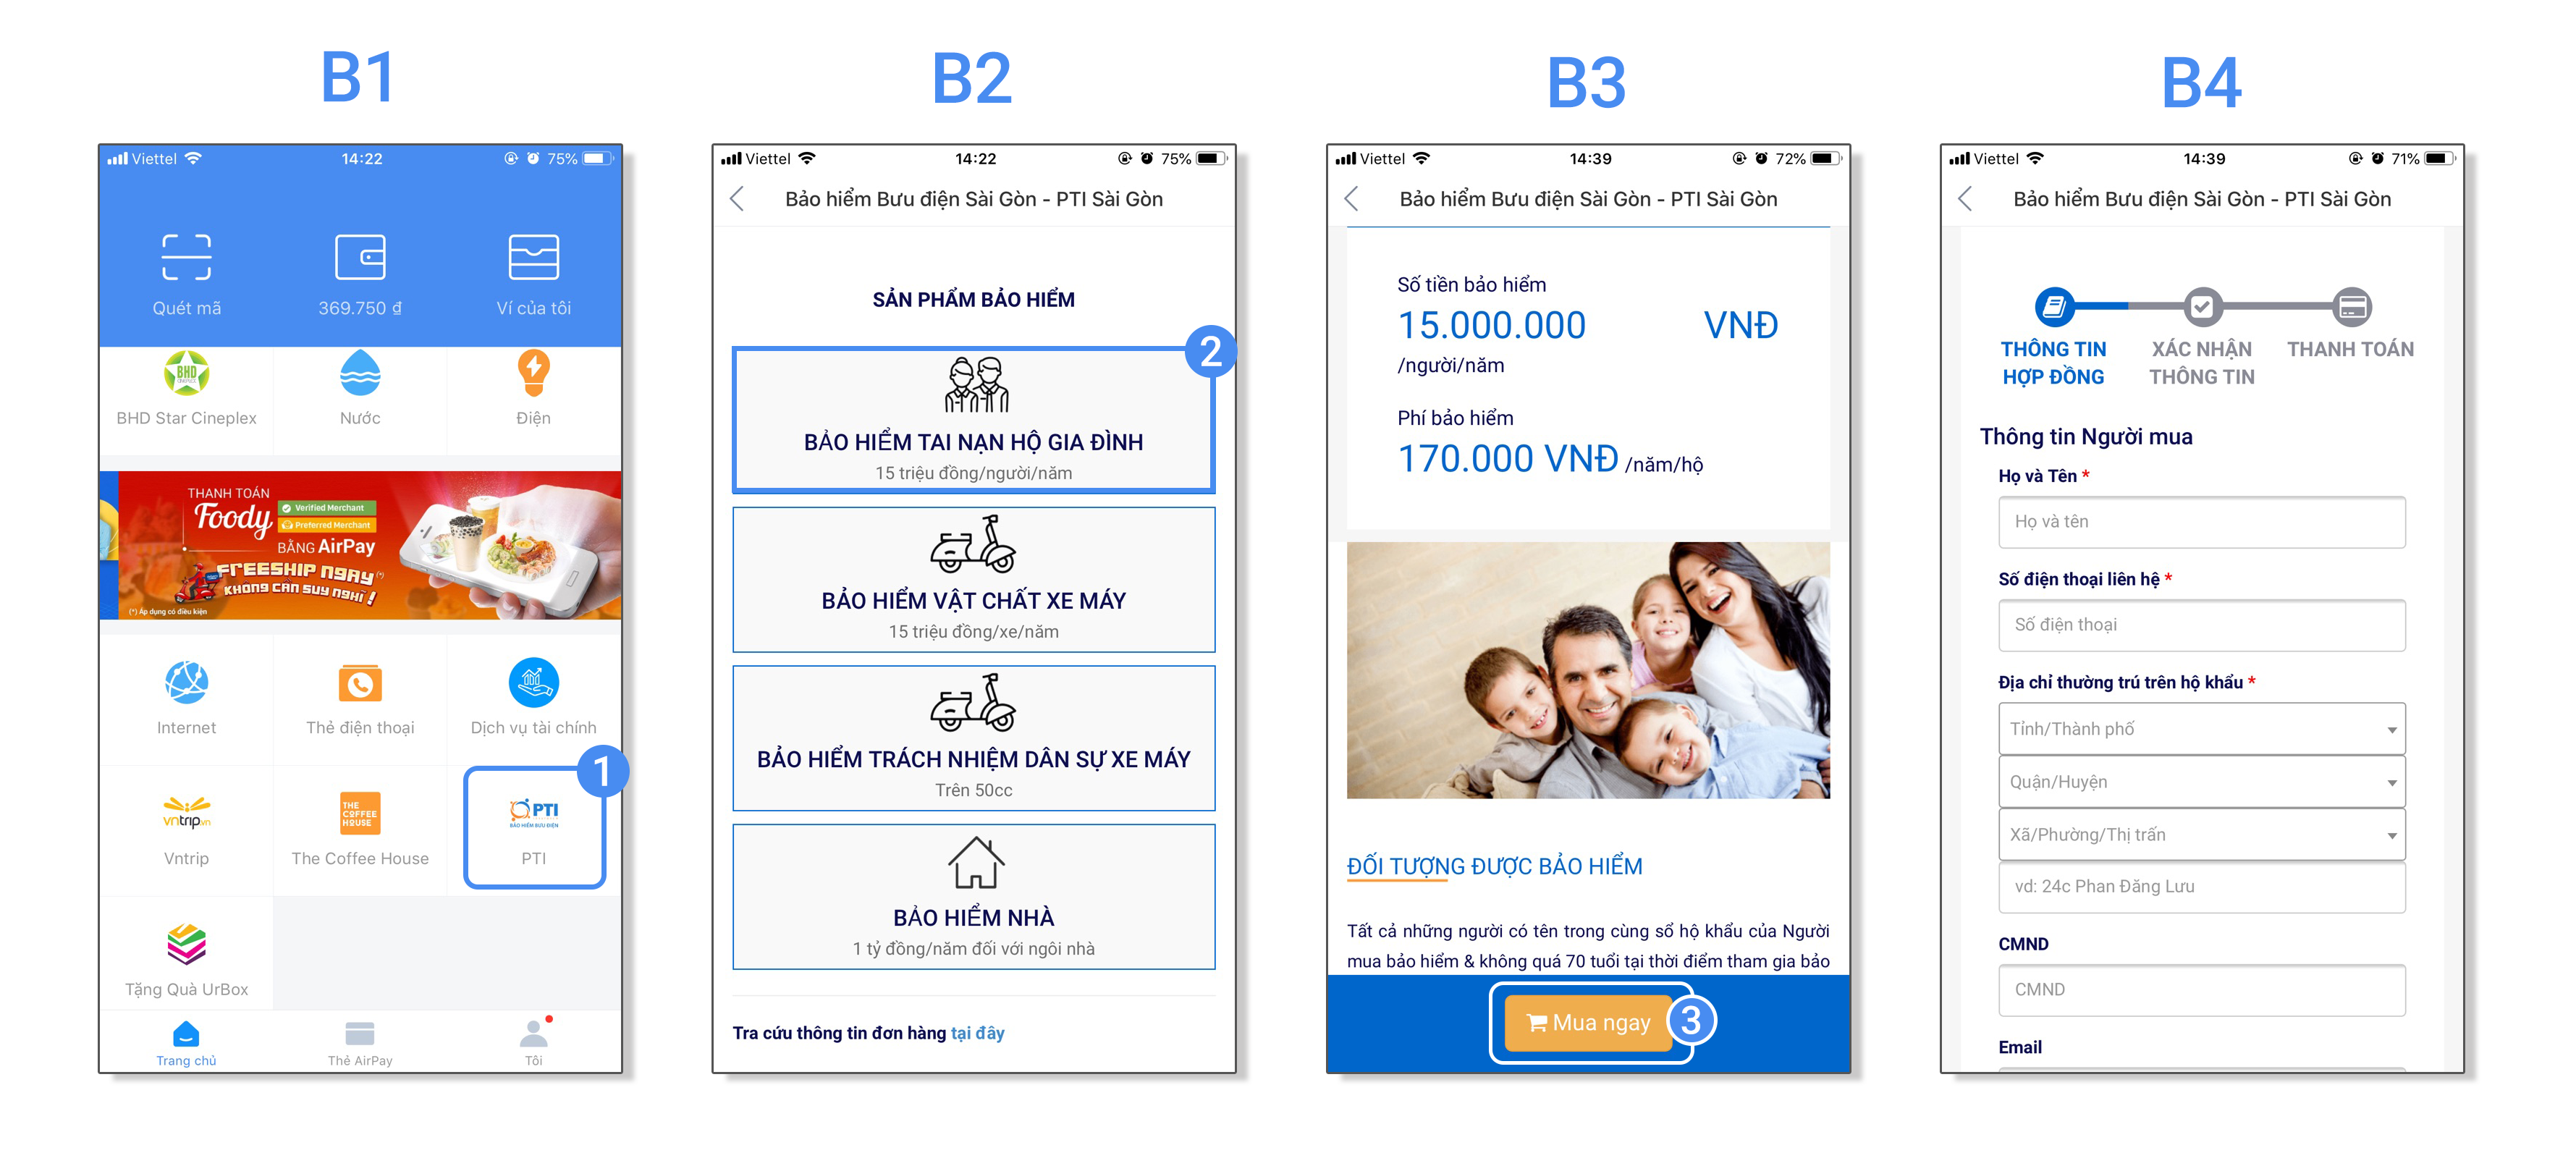 B1
Viettel 14:22 75%
Quét mã 369.750 ₫ Ví của tôi
BHD
CINEPLEX
BHD Star Cineplex Nước Điện
THANH TOÁN
Foody
Verified Merchant
Preferred Merchant
BẰNG AirPay
FREESHIP NGAY (*)
KHÔNG CẦN SUY NGHĨ !
(*) Áp dụng có điều kiện
Internet Thẻ điện thoại Dịch vụ tài chính
1
vntrip.vn
THE
COFFEE
HOUSE
PTI
BẢO HIỂM BƯU ĐIỆN
Vntrip The Coffee House PTI
Tặng Quà UrBox
Trang chủ Thẻ AirPay Tôi
B2
Viettel 14:22 75%
Bảo hiểm Bưu điện Sài Gòn - PTI Sài Gòn
SẢN PHẨM BẢO HIỂM
2
BẢO HIỂM TAI NẠN HỘ GIA ĐÌNH
15 triệu đồng/người/năm
BẢO HIỂM VẬT CHẤT XE MÁY
15 triệu đồng/xe/năm
BẢO HIỂM TRÁCH NHIỆM DÂN SỰ XE MÁY
Trên 50cc
BẢO HIỂM NHÀ
1 tỷ đồng/năm đối với ngôi nhà
Tra cứu thông tin đơn hàng tại đây
B3
Viettel 14:39 72%
Bảo hiểm Bưu điện Sài Gòn - PTI Sài Gòn
Số tiền bảo hiểm
15.000.000 VNĐ
/người/năm
Phí bảo hiểm
170.000 VNĐ /năm/hộ
ĐỐI TƯỢNG ĐƯỢC BẢO HIỂM
Tất cả những người có tên trong cùng sổ hộ khẩu của Người
mua bảo hiểm & không quá 70 tuổi tại thời điểm tham gia bảo
Mua ngay 3
B4
Viettel 14:39 71%
Bảo hiểm Bưu điện Sài Gòn - PTI Sài Gòn
THÔNG TIN XÁC NHẬN THANH TOÁN
HỢP ĐỒNG THÔNG TIN
Thông tin Người mua
Họ và Tên *
Họ và tên
Số điện thoại liên hệ *
Số điện thoại
Địa chỉ thường trú trên hộ khẩu *
Tỉnh/Thành phố
Quận/Huyện
Xã/Phường/Thị trấn
vd: 24c Phan Đăng Lưu
CMND
CMND
Email